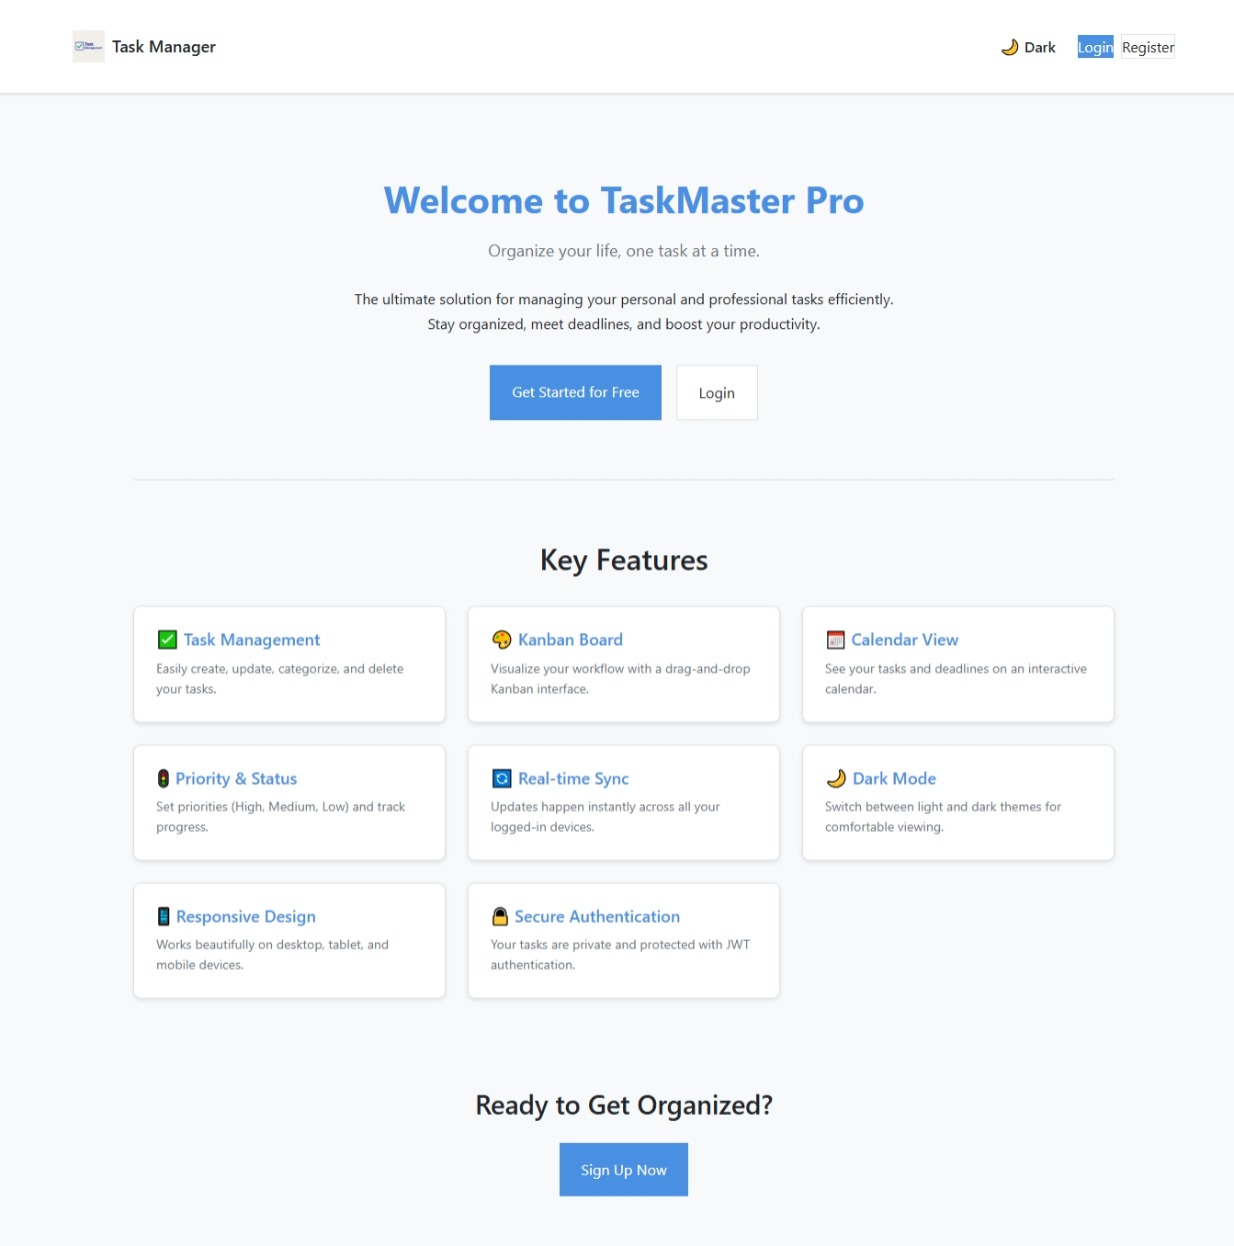 Task Manager
🌙 Dark
Login
Register
Welcome to TaskMaster Pro
Organize your life, one task at a time.
The ultimate solution for managing your personal and professional tasks efficiently.
Stay organized, meet deadlines, and boost your productivity.
Get Started for Free
Login
Key Features
✅ Task Management
Easily create, update, categorize, and delete
your tasks.
🎨 Kanban Board
Visualize your workflow with a drag-and-drop
Kanban interface.
📅 Calendar View
See your tasks and deadlines on an interactive
calendar.
🚦 Priority & Status
Set priorities (High, Medium, Low) and track
progress.
🔄 Real-time Sync
Updates happen instantly across all your
logged-in devices.
🌙 Dark Mode
Switch between light and dark themes for
comfortable viewing.
📱 Responsive Design
Works beautifully on desktop, tablet, and
mobile devices.
🔒 Secure Authentication
Your tasks are private and protected with JWT
authentication.
Ready to Get Organized?
Sign Up Now